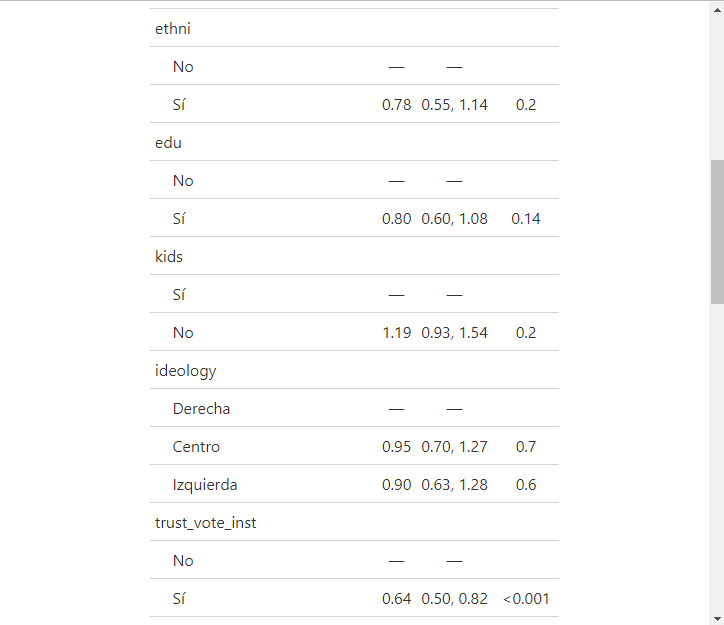 ethni
No — —
Sí 0.78 0.55, 1.14 0.2
edu
No — —
Sí 0.80 0.60, 1.08 0.14
kids
Sí — —
No 1.19 0.93, 1.54 0.2
ideology
Derecha — —
Centro 0.95 0.70, 1.27 0.7
Izquierda 0.90 0.63, 1.28 0.6
trust_vote_inst
No — —
Sí 0.64 0.50, 0.82 <0.001